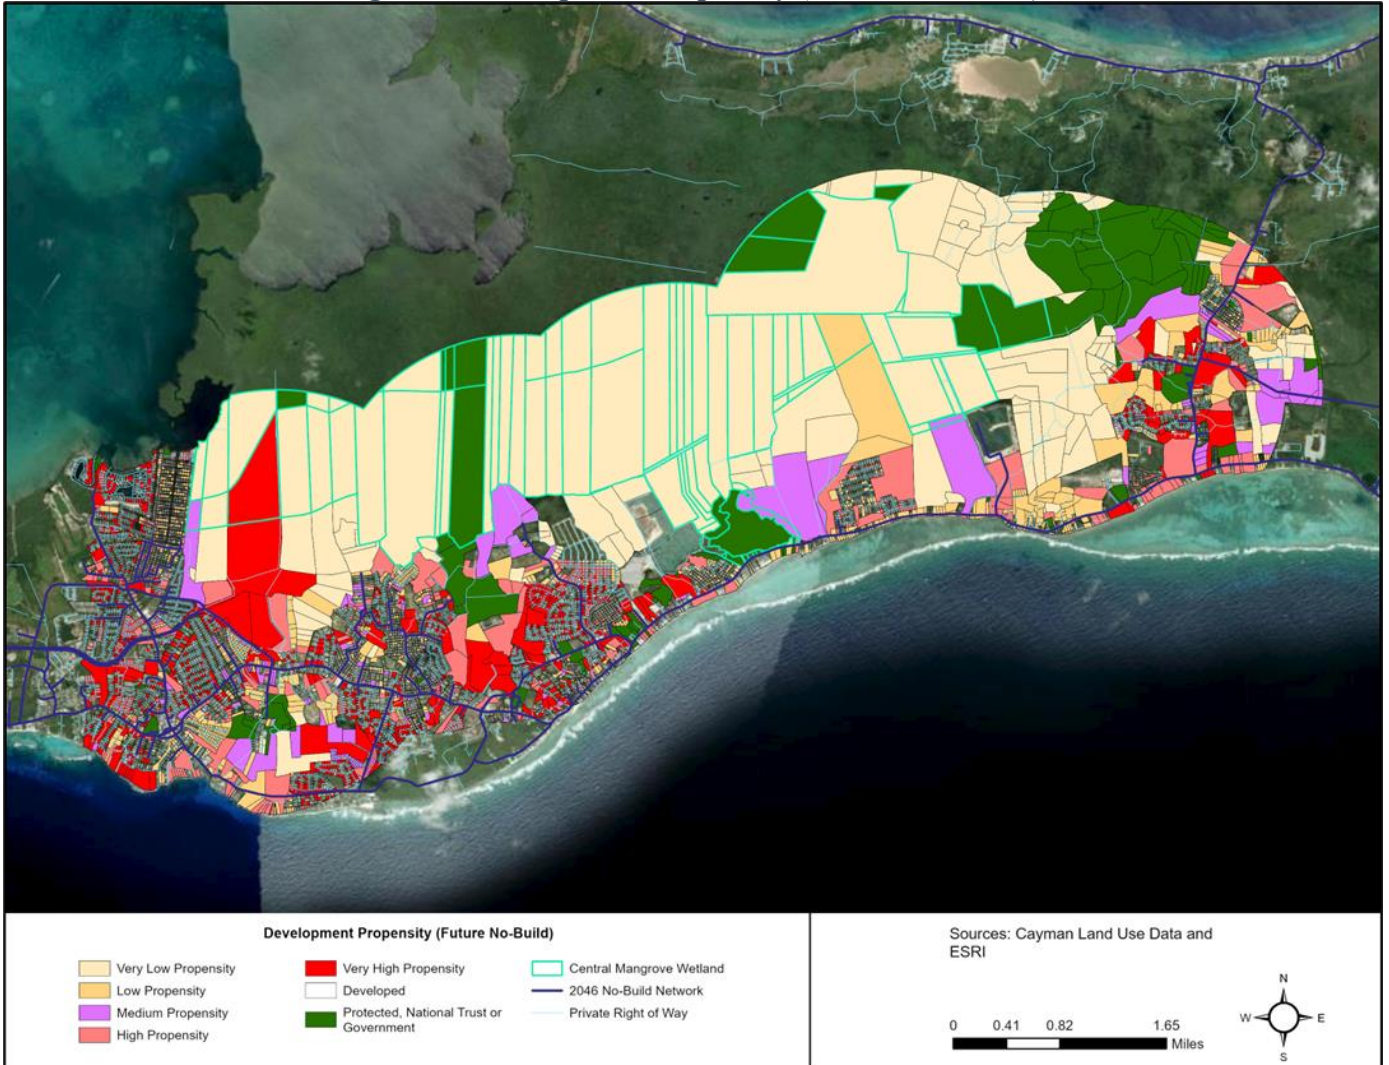 Development Propensity (Future No-Build)
Very Low Propensity
Low Propensity
Medium Propensity
High Propensity
Very High Propensity
Developed
Protected, National Trust or
Government
Central Mangrove Wetland
2046 No-Build Network
Private Right of Way
Sources: Cayman Land Use Data and
ESRI
N
W E
S
0 0.41 0.82 1.65
Miles